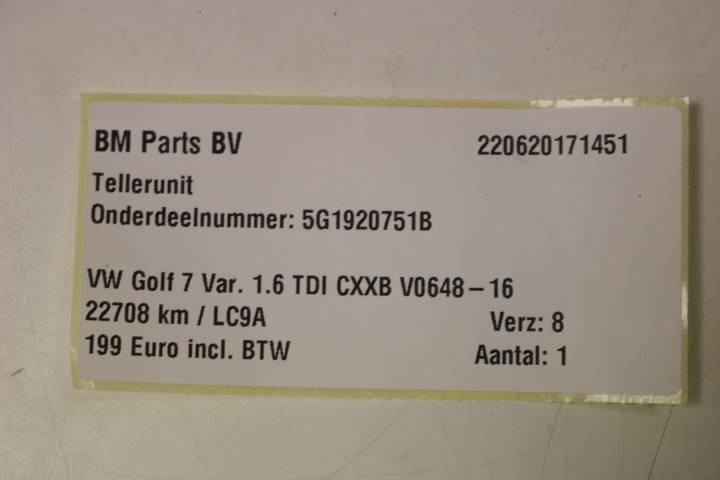 BM Parts BV 220620171451
Tellerunit
Onderdeelnummer: 5G1920751B
VW Golf 7 Var. 1.6 TDI CXXB V0648-16
22708 km / LC9A Verz: 8
199 Euro incl. BTW Aantal: 1